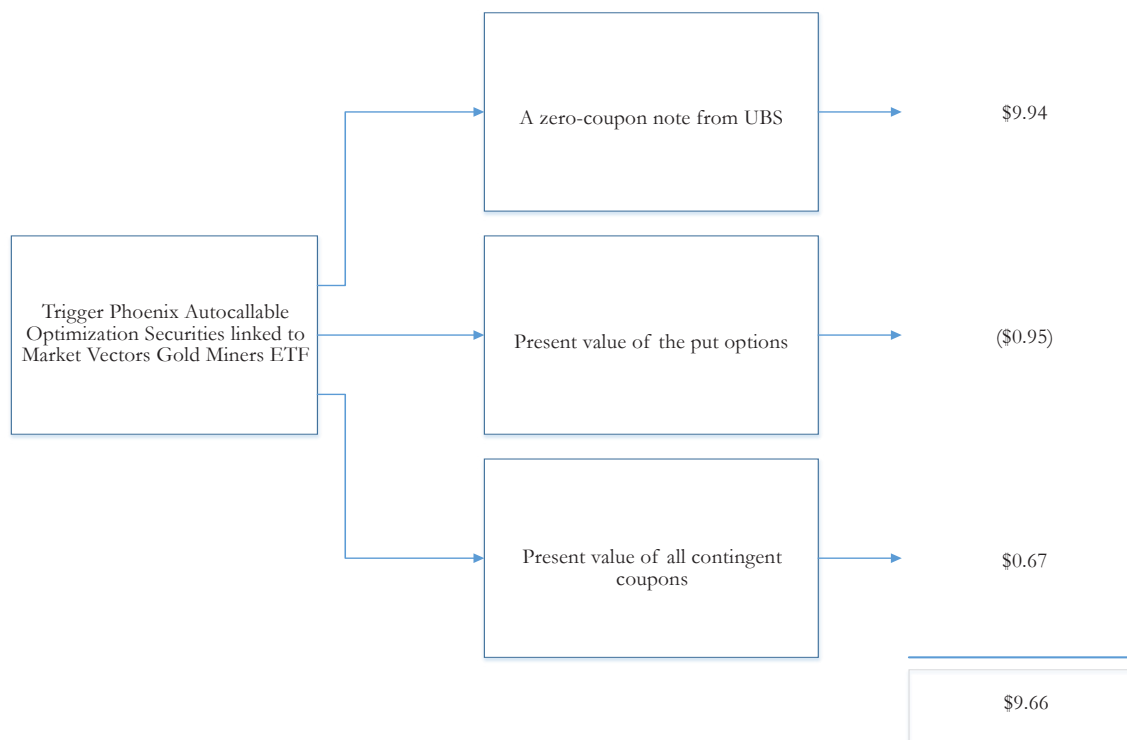 A zero-coupon note from UBS
$9.94
Trigger Phoenix Autocallable
Optimization Securities linked to
Market Vectors Gold Miners ETF
Present value of the put options
($0.95)
Present value of all contingent
coupons
$0.67
$9.66